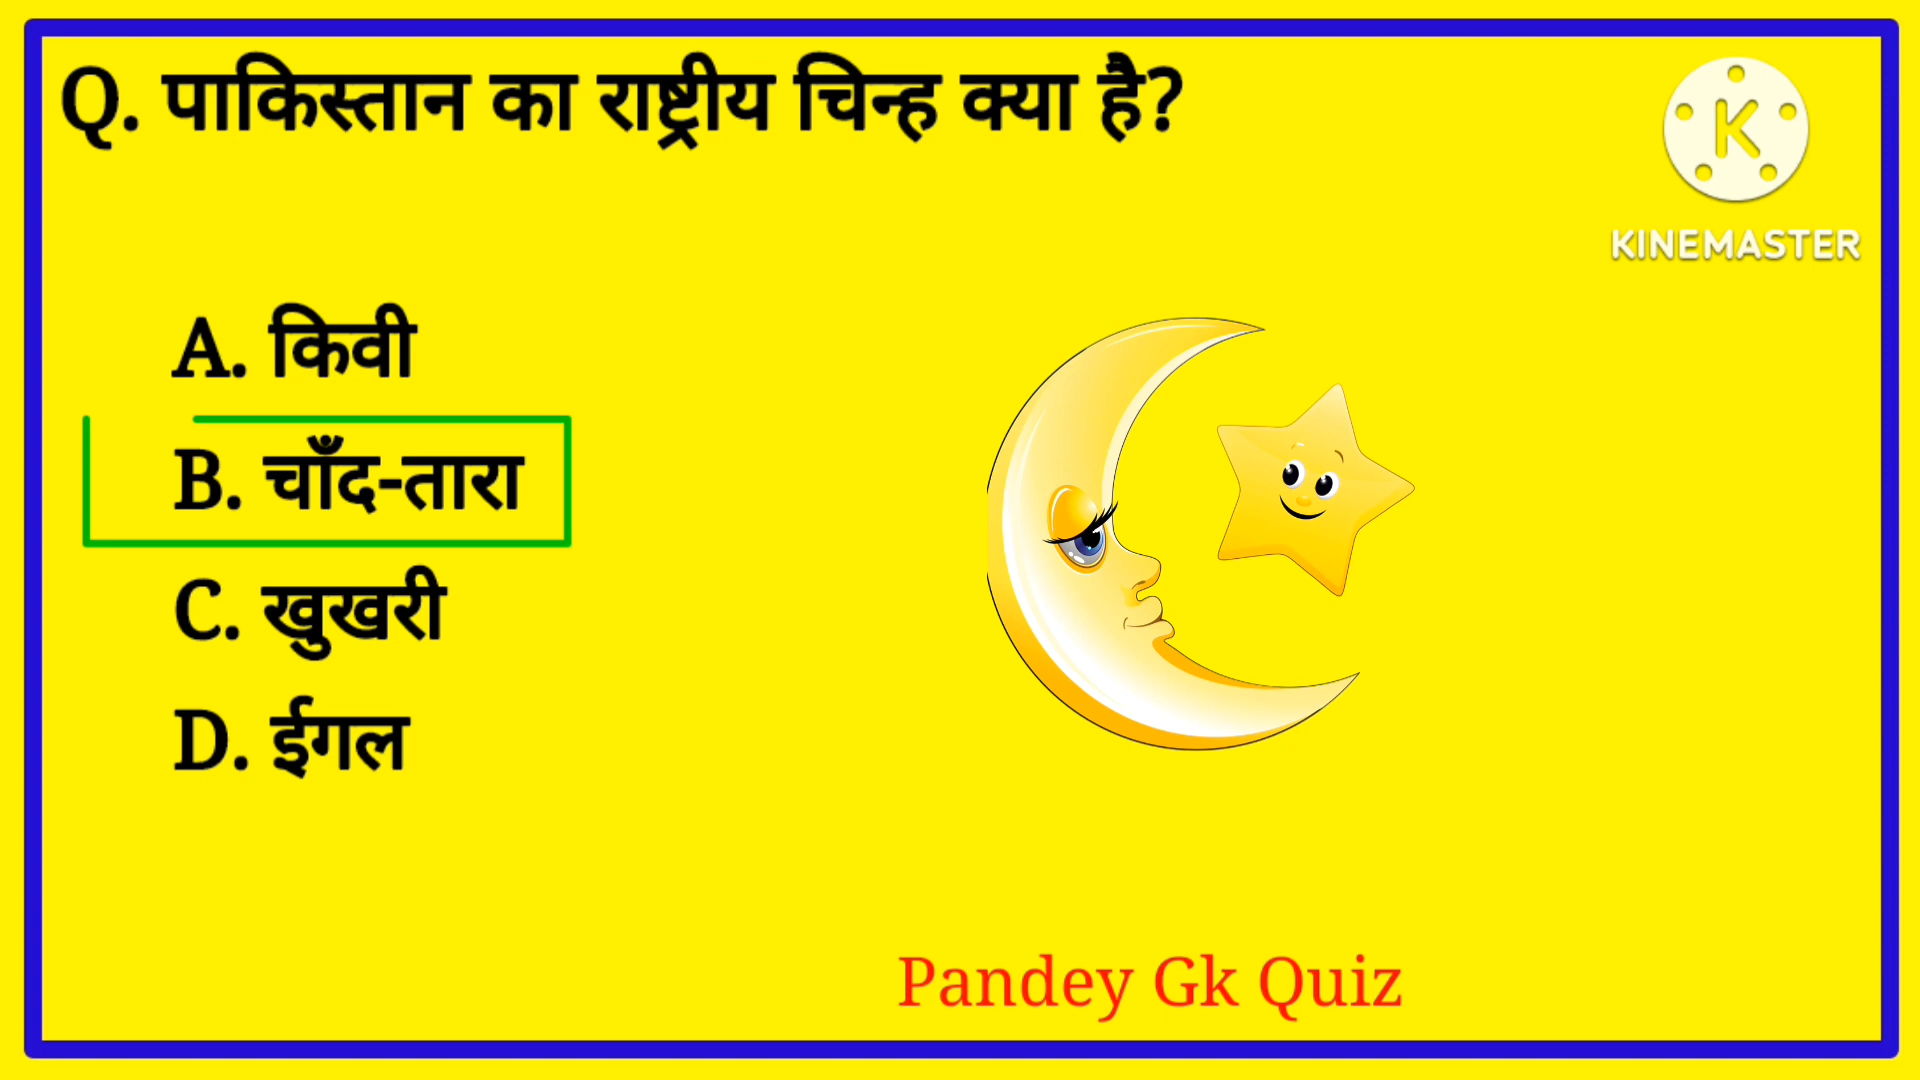 Q. पाकिस्तान का राष्ट्रीय चिन्ह क्या है?
K
KINEMASTER
A. किवी
B. चाँद-तारा
C. खुखरी
D. ईगल
Pandey Gk Quiz